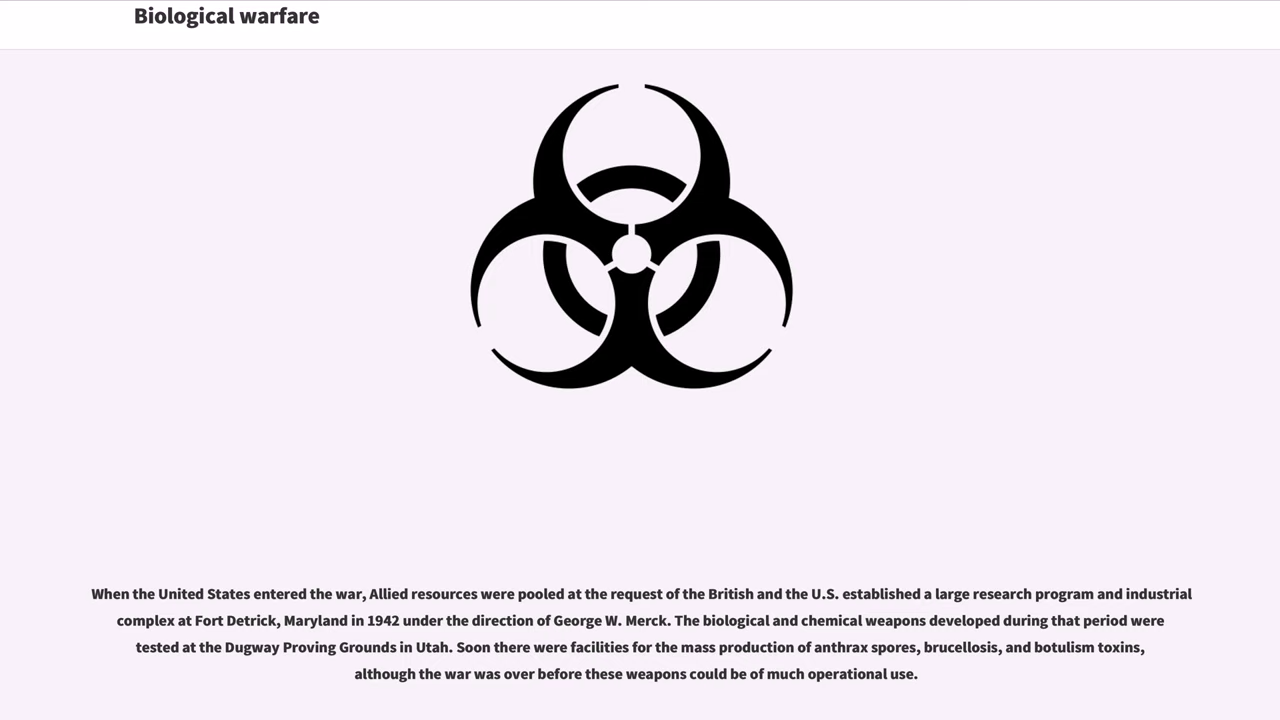 Biological warfare
When the United States entered the war, Allied resources were pooled at the request of the British and the U.S. established a large research program and industrial
complex at Fort Detrick, Maryland in 1942 under the direction of George W. Merck. The biological and chemical weapons developed during that period were
tested at the Dugway Proving Grounds in Utah. Soon there were facilities for the mass production of anthrax spores, brucellosis, and botulism toxins,
although the war was over before these weapons could be of much operational use.